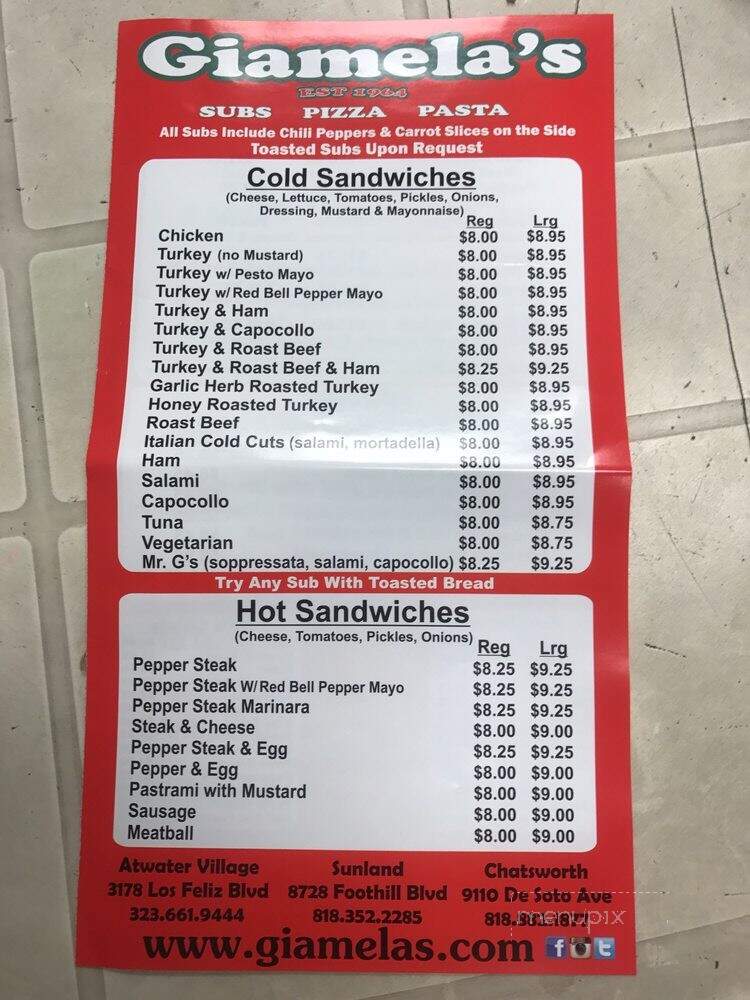 Giamela's
EST 1964
SUBS PIZZA PASTA
All Subs Include Chili Peppers & Carrot Slices on the Side
Toasted Subs Upon Request
Cold Sandwiches
(Cheese, Lettuce, Tomatoes, Pickles, Onions,
Dressing, Mustard & Mayonnaise)
Reg Lrg
Chicken $8.00 $8.95
Turkey (no Mustard) $8.00 $8.95
Turkey w/ Pesto Mayo $8.00 $8.95
Turkey w/Red Bell Pepper Mayo $8.00 $8.95
Turkey & Ham $8.00 $8.95
Turkey & Capocollo $8.00 $8.95
Turkey & Roast Beef $8.00 $8.95
Turkey & Roast Beef & Ham $8.25 $9.25
Garlic Herb Roasted Turkey $8.00 $8.95
Honey Roasted Turkey $8.00 $8.95
Roast Beef $8.00 $8.95
Italian Cold Cuts (salami, mortadella) $8.00 $8.95
Ham $8.00 $8.95
Salami $8.00 $8.95
Capocollo $8.00 $8.95
Tuna $8.00 $8.75
Vegetarian $8.00 $8.75
Mr. G's (soppressata, salami, capocollo) $8.25 $9.25
Try Any Sub With Toasted Bread
Hot Sandwiches
(Cheese, Tomatoes, Pickles, Onions)
Reg Lrg
Pepper Steak $8.25 $9.25
Pepper Steak W/Red Bell Pepper Mayo $8.25 $9.25
Pepper Steak Marinara $8.25 $9.25
Steak & Cheese $8.00 $9.00
Pepper Steak & Egg $8.25 $9.25
Pepper & Egg $8.00 $9.00
Pastrami with Mustard $8.00 $9.00
Sausage $8.00 $9.00
Meatball $8.00 $9.00
Atwater Village Sunland Chatsworth
3178 Los Feliz Blvd 8728 Foothill Blvd 9110 De Soto Ave
323.661.9444 818.352.2285
menupix
www.giamelas.com